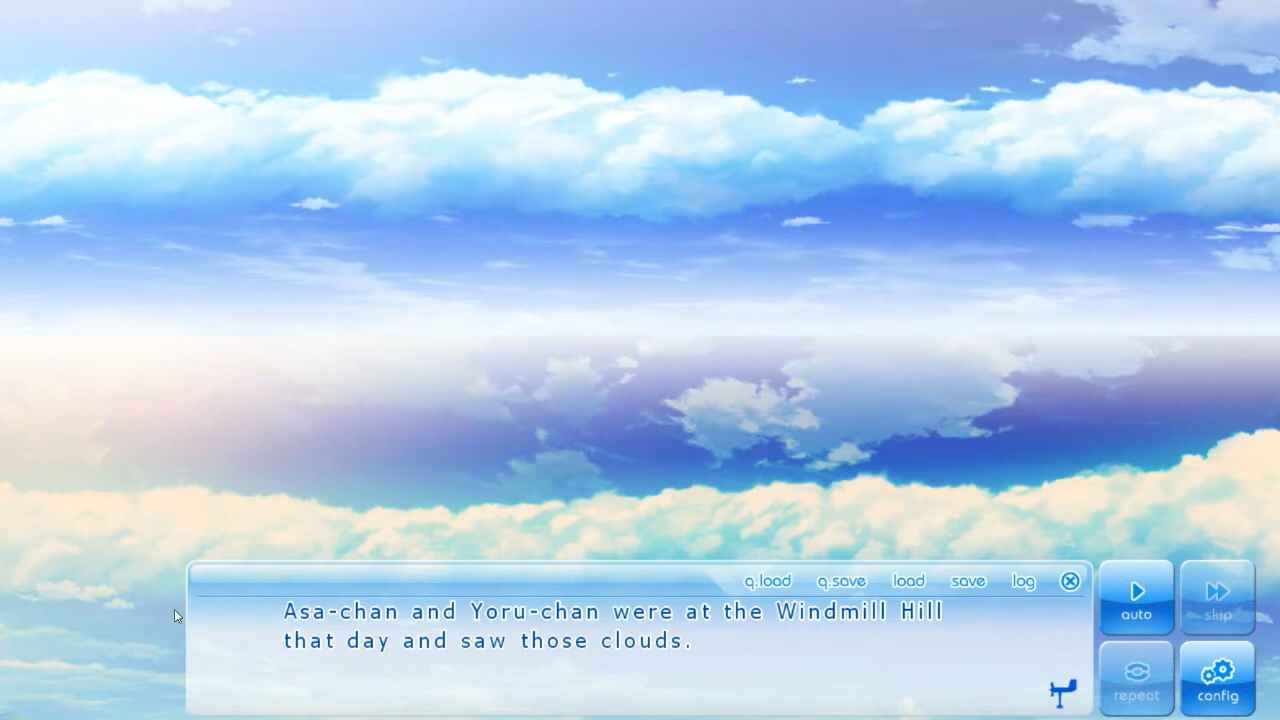 q.load q.save load save log
Asa-chan and Yoru-chan were at the Windmill Hill
that day and saw those clouds.
auto skip
repeat config